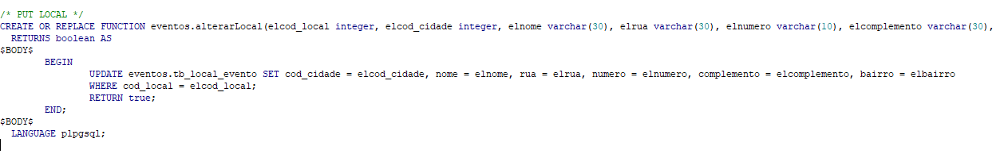 /* PUT LOCAL */
CREATE OR REPLACE FUNCTION eventos.alterarLocal(elcod_local integer, elcod_cidade integer, elnome varchar(30), elrua varchar(30), elnumero varchar(10), elcomplemento varchar(30),
  RETURNS boolean AS
$BODY$
        BEGIN
                UPDATE eventos.tb_local_evento SET cod_cidade = elcod_cidade, nome = elnome, rua = elrua, numero = elnumero, complemento = elcomplemento, bairro = elbairro
                WHERE cod_local = elcod_local;
                RETURN true;
        END;
$BODY$
  LANGUAGE plpgsql;